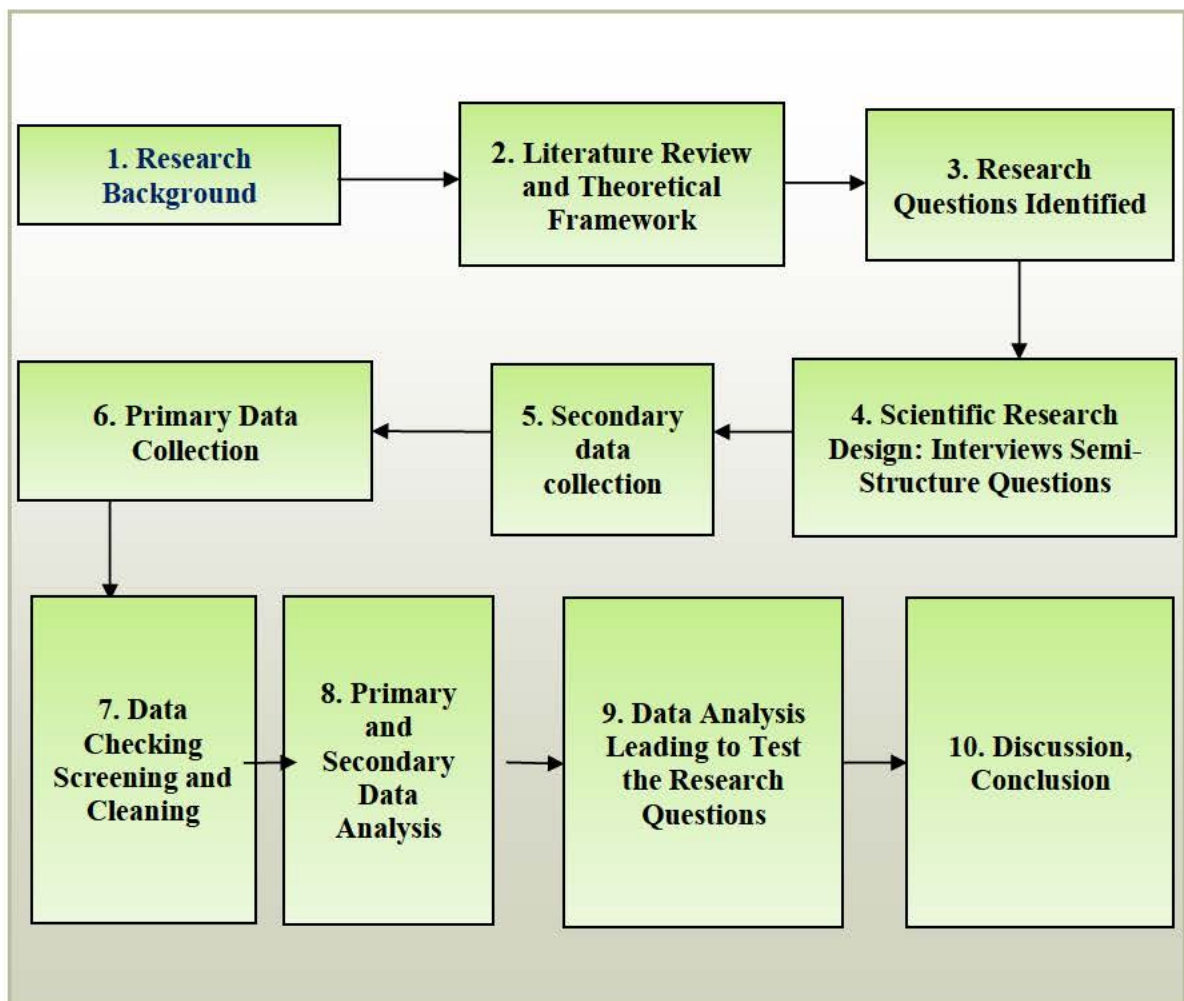 1. Research
Background
2. Literature Review
and Theoretical
Framework
3. Research
Questions Identified
4. Scientific Research
Design: Interviews Semi-
Structure Questions
5. Secondary
data
collection
6. Primary Data
Collection
7. Data
Checking
Screening and
Cleaning
8. Primary
and
Secondary
Data
Analysis
9. Data Analysis
Leading to Test
the Research
Questions
10. Discussion,
Conclusion